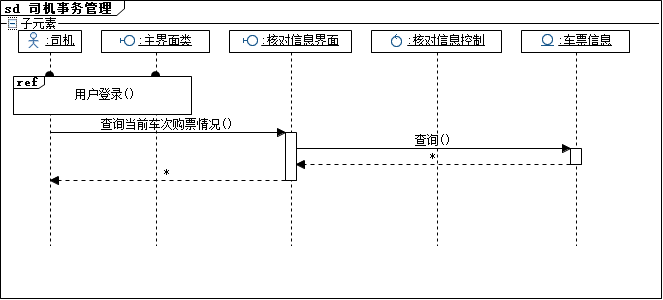 sd 司机事务管理
子元素
:司机
:主界面类
:核对信息界面
:核对信息控制
:车票信息
ref
用户登录()
查询当前车次购票情况()
查询()
*
*